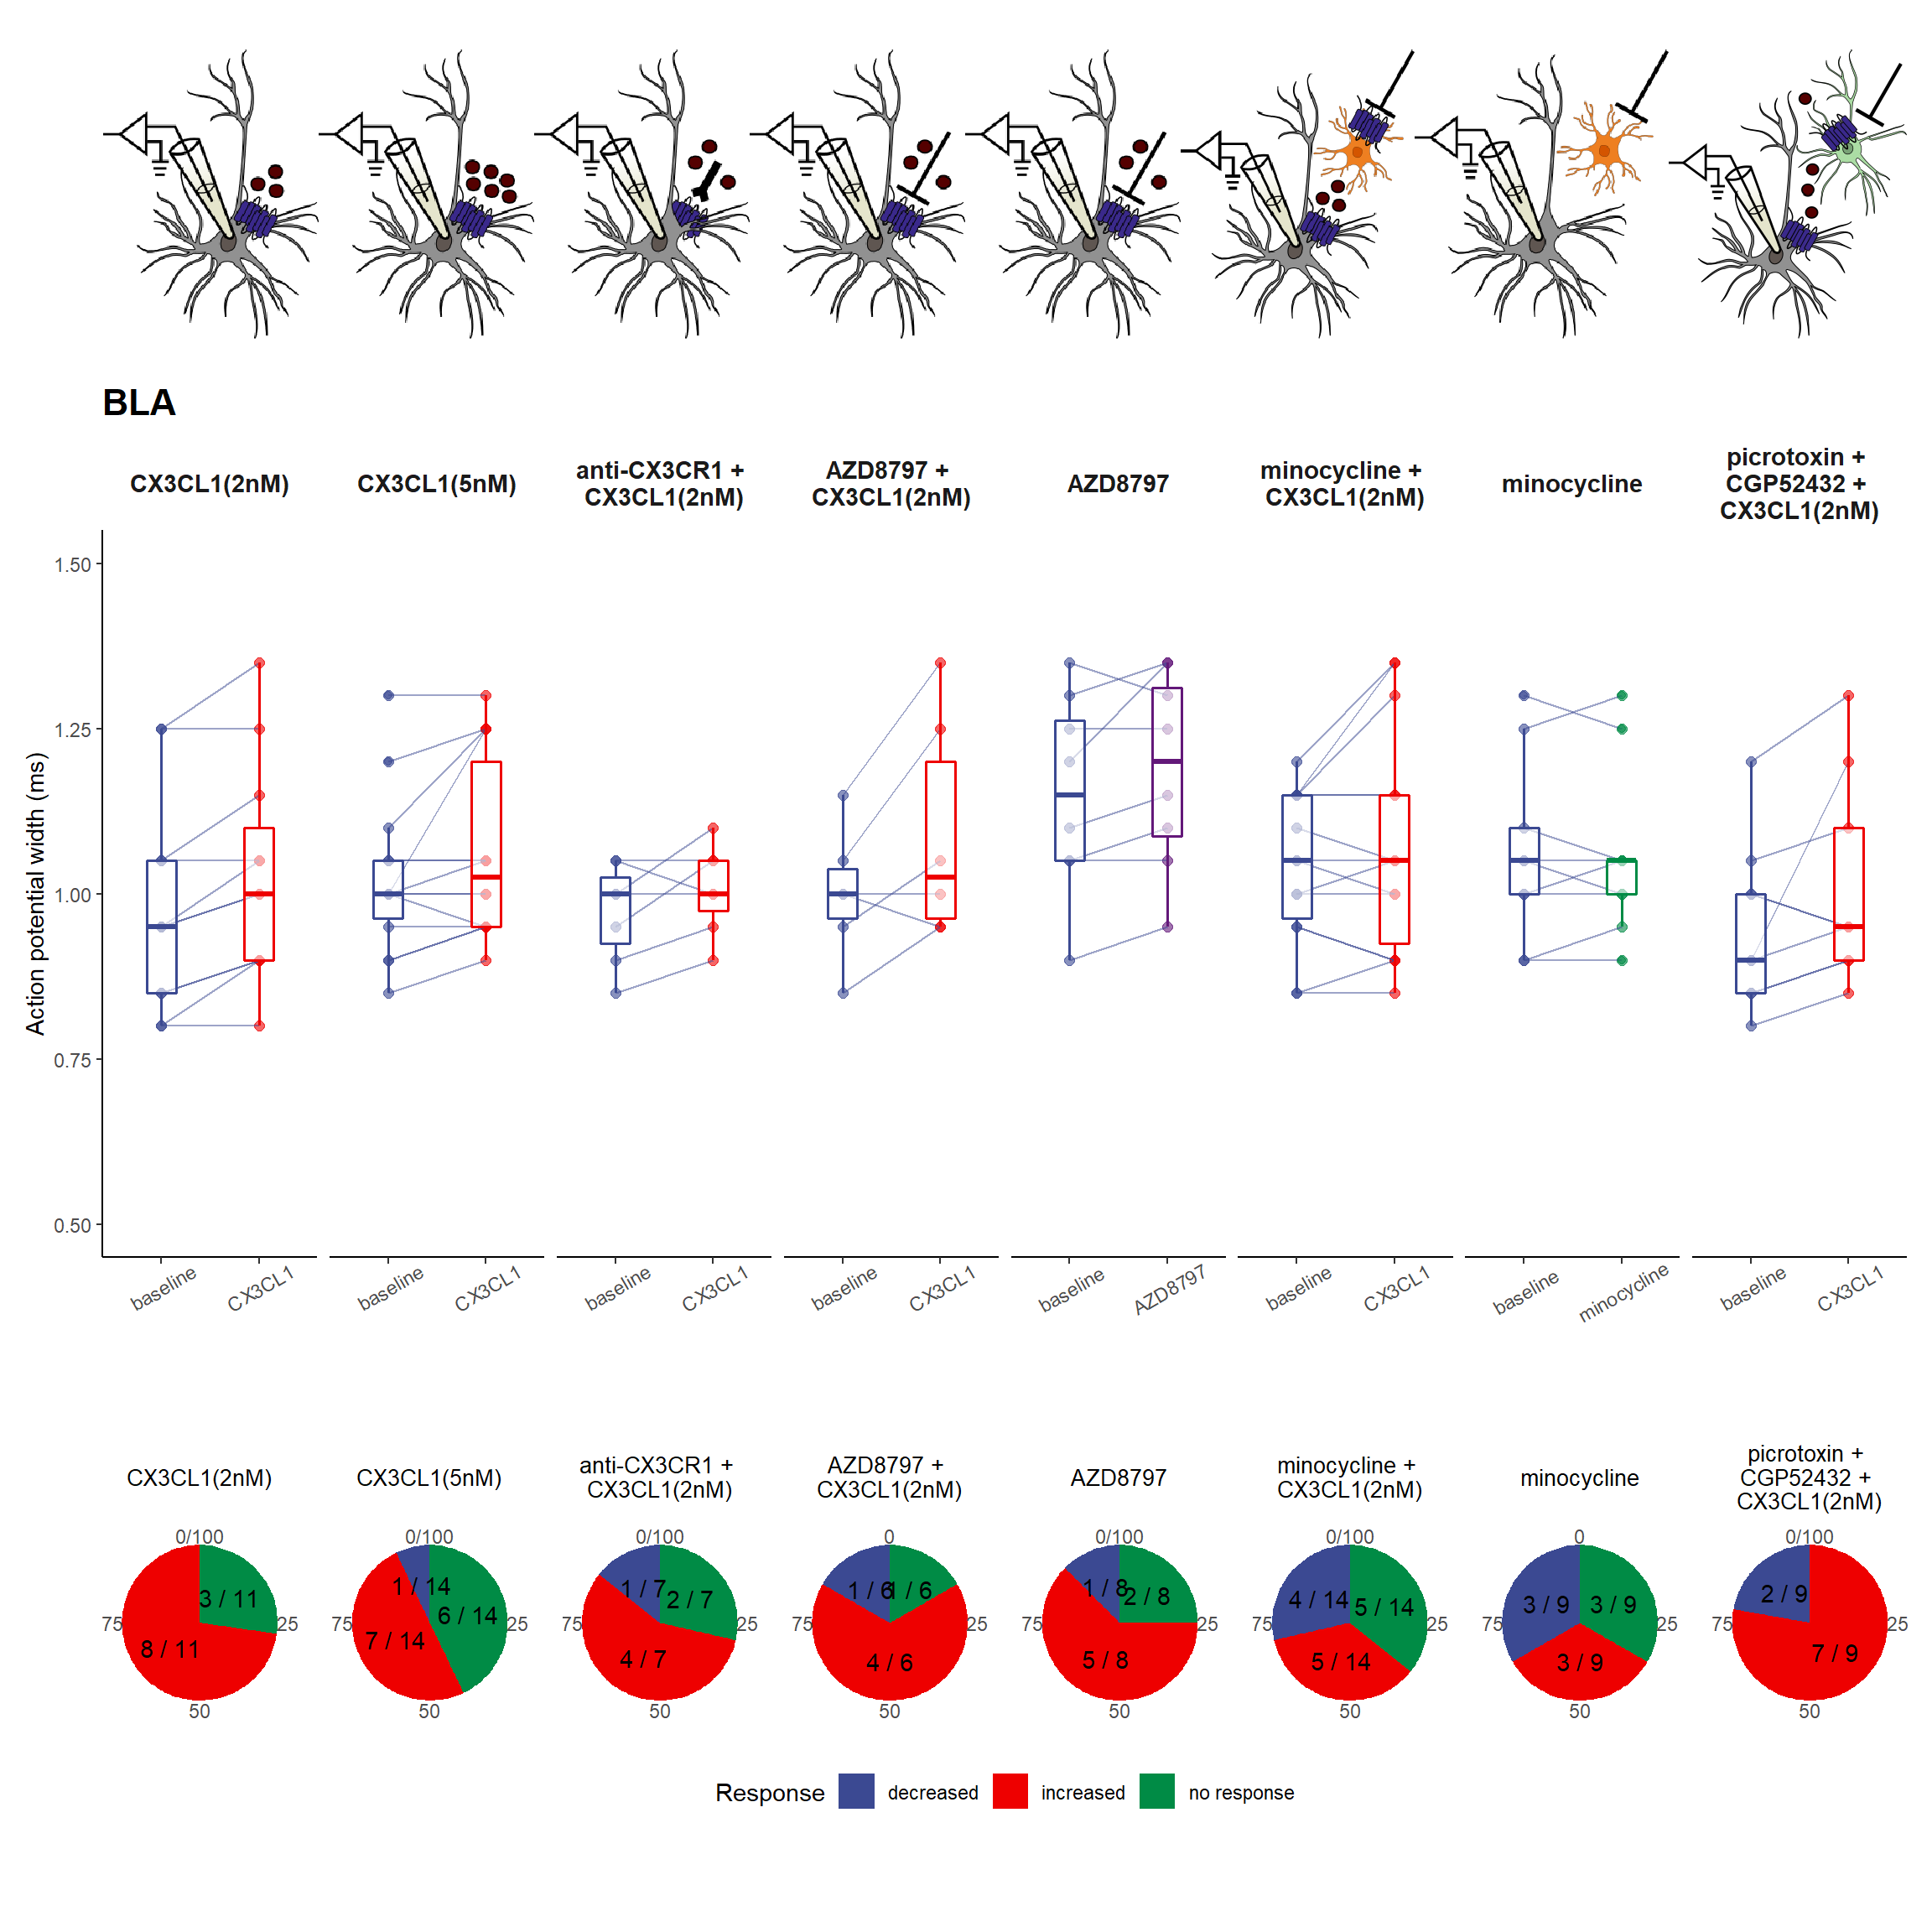 BLA
CX3CL1(2nM)
CX3CL1(5nM)
anti-CX3CR1 +
CX3CL1(2nM)
AZD8797 +
CX3CL1(2nM)
AZD8797
minocycline +
CX3CL1(2nM)
minocycline
picrotoxin +
CGP52432 +
CX3CL1(2nM)
Action potential width (ms)
1.50
1.25
1.00
0.75
0.50
baseline
CX3CL1
baseline
CX3CL1
baseline
CX3CL1
baseline
CX3CL1
baseline
AZD8797
baseline
CX3CL1
baseline
minocycline
baseline
CX3CL1
CX3CL1(2nM)
0/100
3 / 11
8 / 11
75
25
50
CX3CL1(5nM)
0/100
1 / 14
6 / 14
7 / 14
75
25
50
anti-CX3CR1 +
CX3CL1(2nM)
0/100
1 / 7
2 / 7
4 / 7
75
25
50
AZD8797 +
CX3CL1(2nM)
0
1 / 6
1 / 6
4 / 6
75
25
50
AZD8797
0/100
1 / 8
2 / 8
5 / 8
75
25
50
minocycline +
CX3CL1(2nM)
0/100
4 / 14
5 / 14
5 / 14
75
25
50
minocycline
0
3 / 9
3 / 9
3 / 9
75
25
50
picrotoxin +
CGP52432 +
CX3CL1(2nM)
0/100
2 / 9
7 / 9
75
25
50
Response
decreased
increased
no response